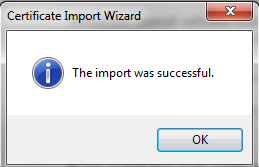 Certificate Import Wizard
The import was successful.
OK